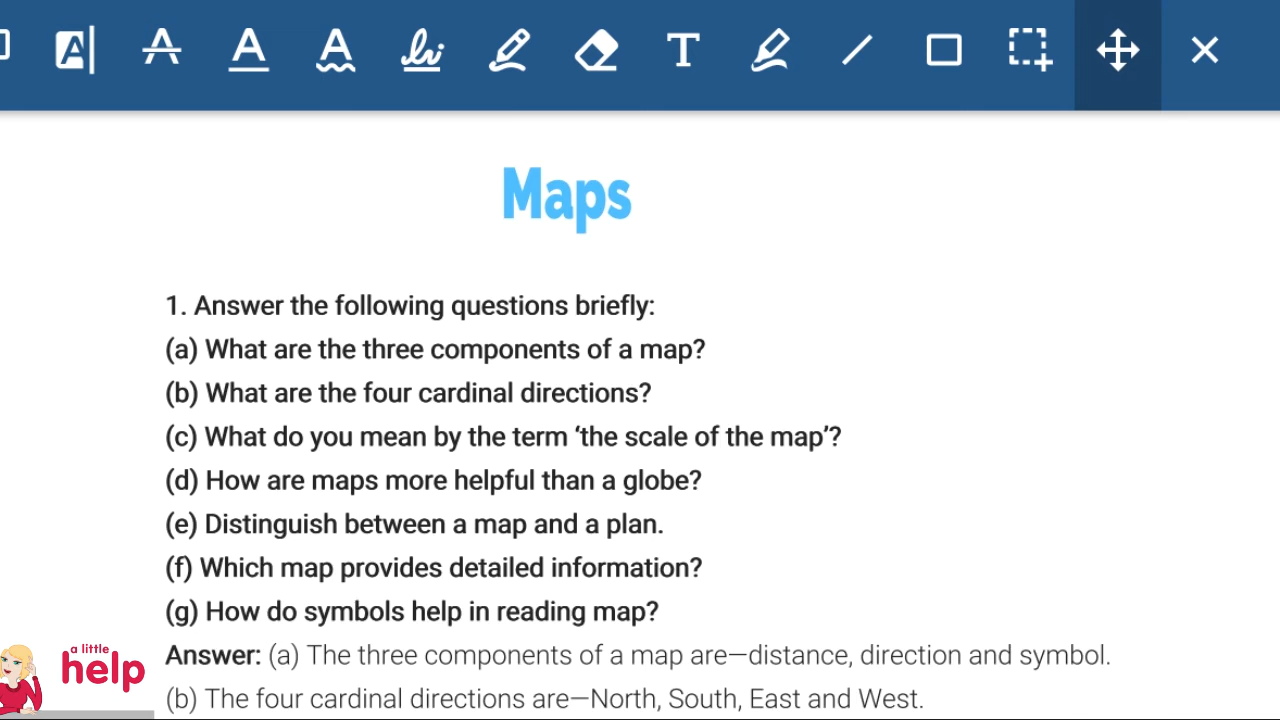 Maps
1. Answer the following questions briefly:
(a) What are the three components of a map?
(b) What are the four cardinal directions?
(c) What do you mean by the term ‘the scale of the map’?
(d) How are maps more helpful than a globe?
(e) Distinguish between a map and a plan.
(f) Which map provides detailed information?
(g) How do symbols help in reading map?
a little
help
Answer: (a) The three components of a map are—distance, direction and symbol.
(b) The four cardinal directions are—North, South, East and West.